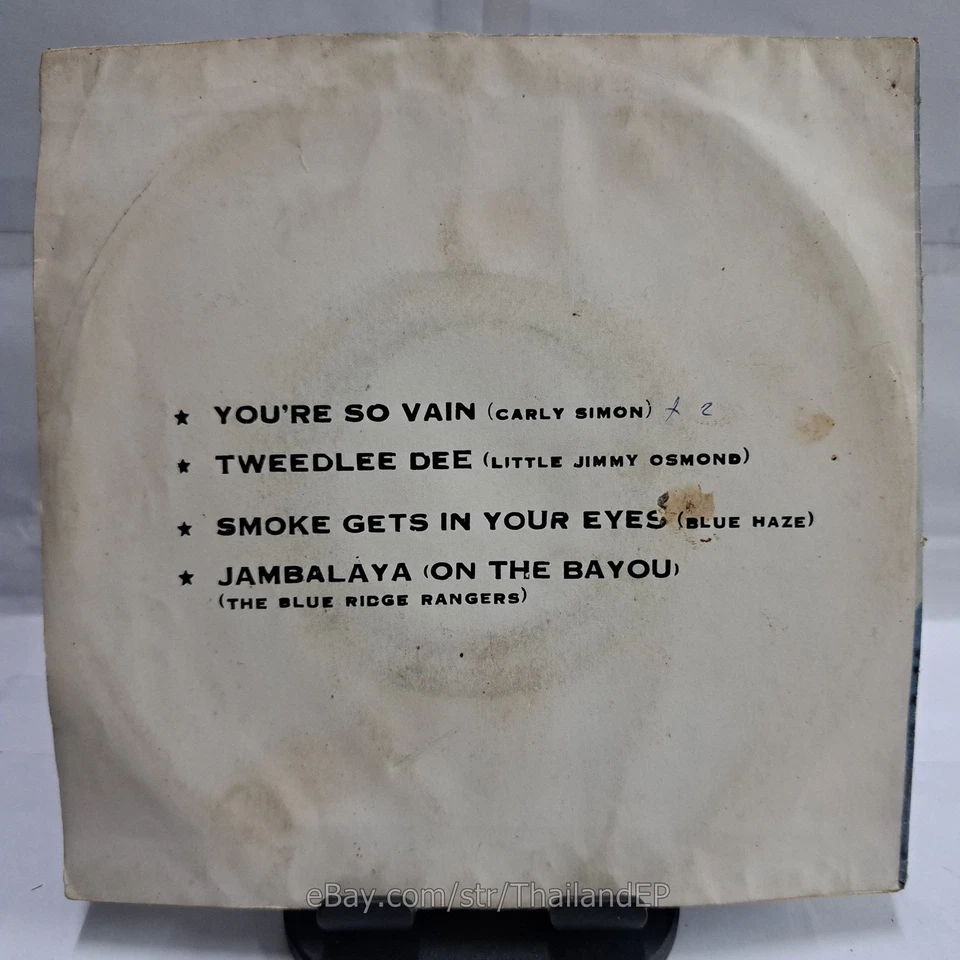 ★ YOU'RE SO VAIN (CARLY SIMON) x 2
★ TWEEDLEE DEE (LITTLE JIMMY OSMOND)
★ SMOKE GETS IN YOUR EYES (BLUE HAZE)
★ JAMBALAYA (ON THE BAYOU)
(THE BLUE RIDGE RANGERS)
eBay.com/str/ThailandEP